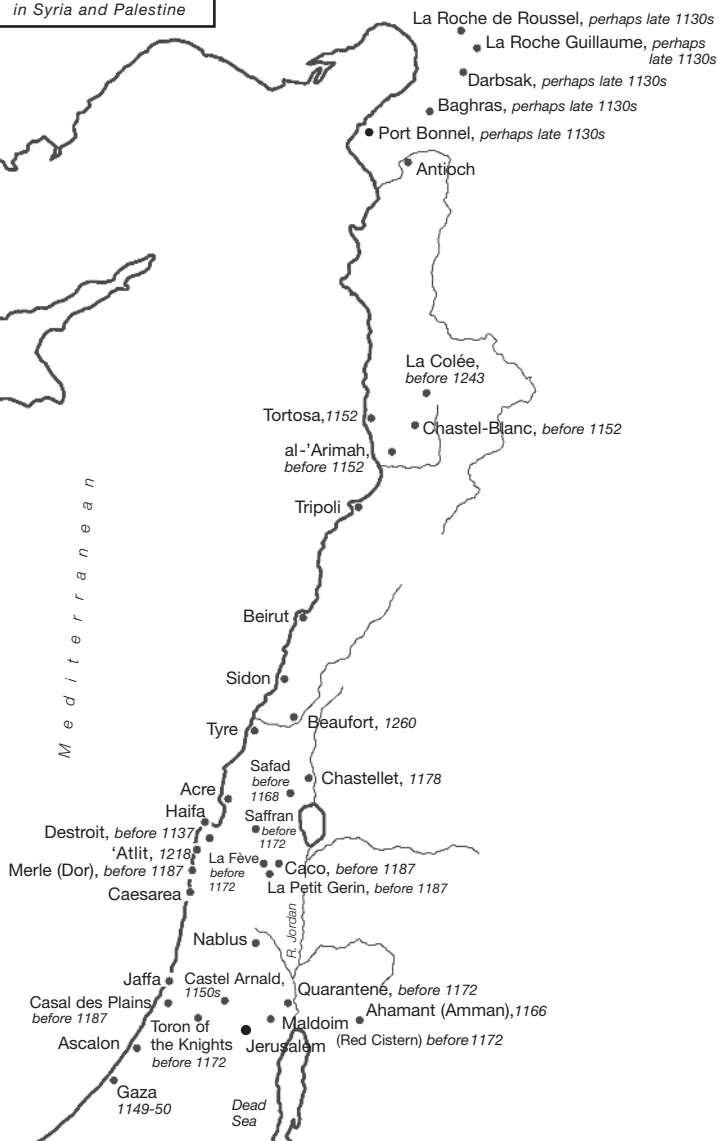 in Syria and Palestine
La Roche de Roussel, perhaps late 1130s
La Roche Guillaume, perhaps
late 1130s
Darbsak, perhaps late 1130s
Baghras, perhaps late 1130s
Port Bonnel, perhaps late 1130s
Antioch
La Colée,
before 1243
Tortosa, 1152
Chastel-Blanc, before 1152
al-'Arimah,
before 1152
Tripoli
Mediterranean
Beirut
Sidon
Beaufort, 1260
Tyre
Safad
before
1168
Chastellet, 1178
Acre
Haifa
Saffran
before
1172
Destroit, before 1137
'Atlit, 1218
La Fève
before
1172
Merle (Dor), before 1187
Caco, before 1187
La Petit Gerin, before 1187
Caesarea
R. Jordan
Nablus
Jaffa
Castel Arnald,
1150s
Quarantene, before 1172
Casal des Plains
before 1187
Ahamant (Amman), 1166
Toron of
the Knights
before 1172
Maldoim
(Red Cistern) before 1172
Jerusalem
Ascalon
Gaza
1149-50
Dead
Sea